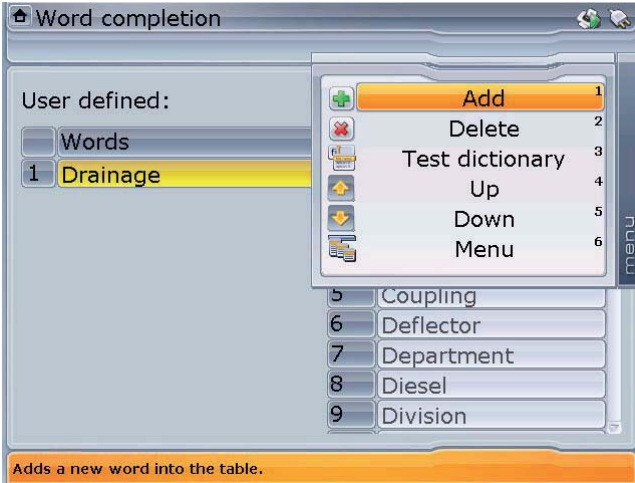 Word completion
User defined:
Words
1 Drainage
Add 1
Delete 2
Test dictionary 3
Up 4
Down 5
Menu 6
menu
5 Coupling
6 Deflector
7 Department
8 Diesel
9 Division
Adds a new word into the table.